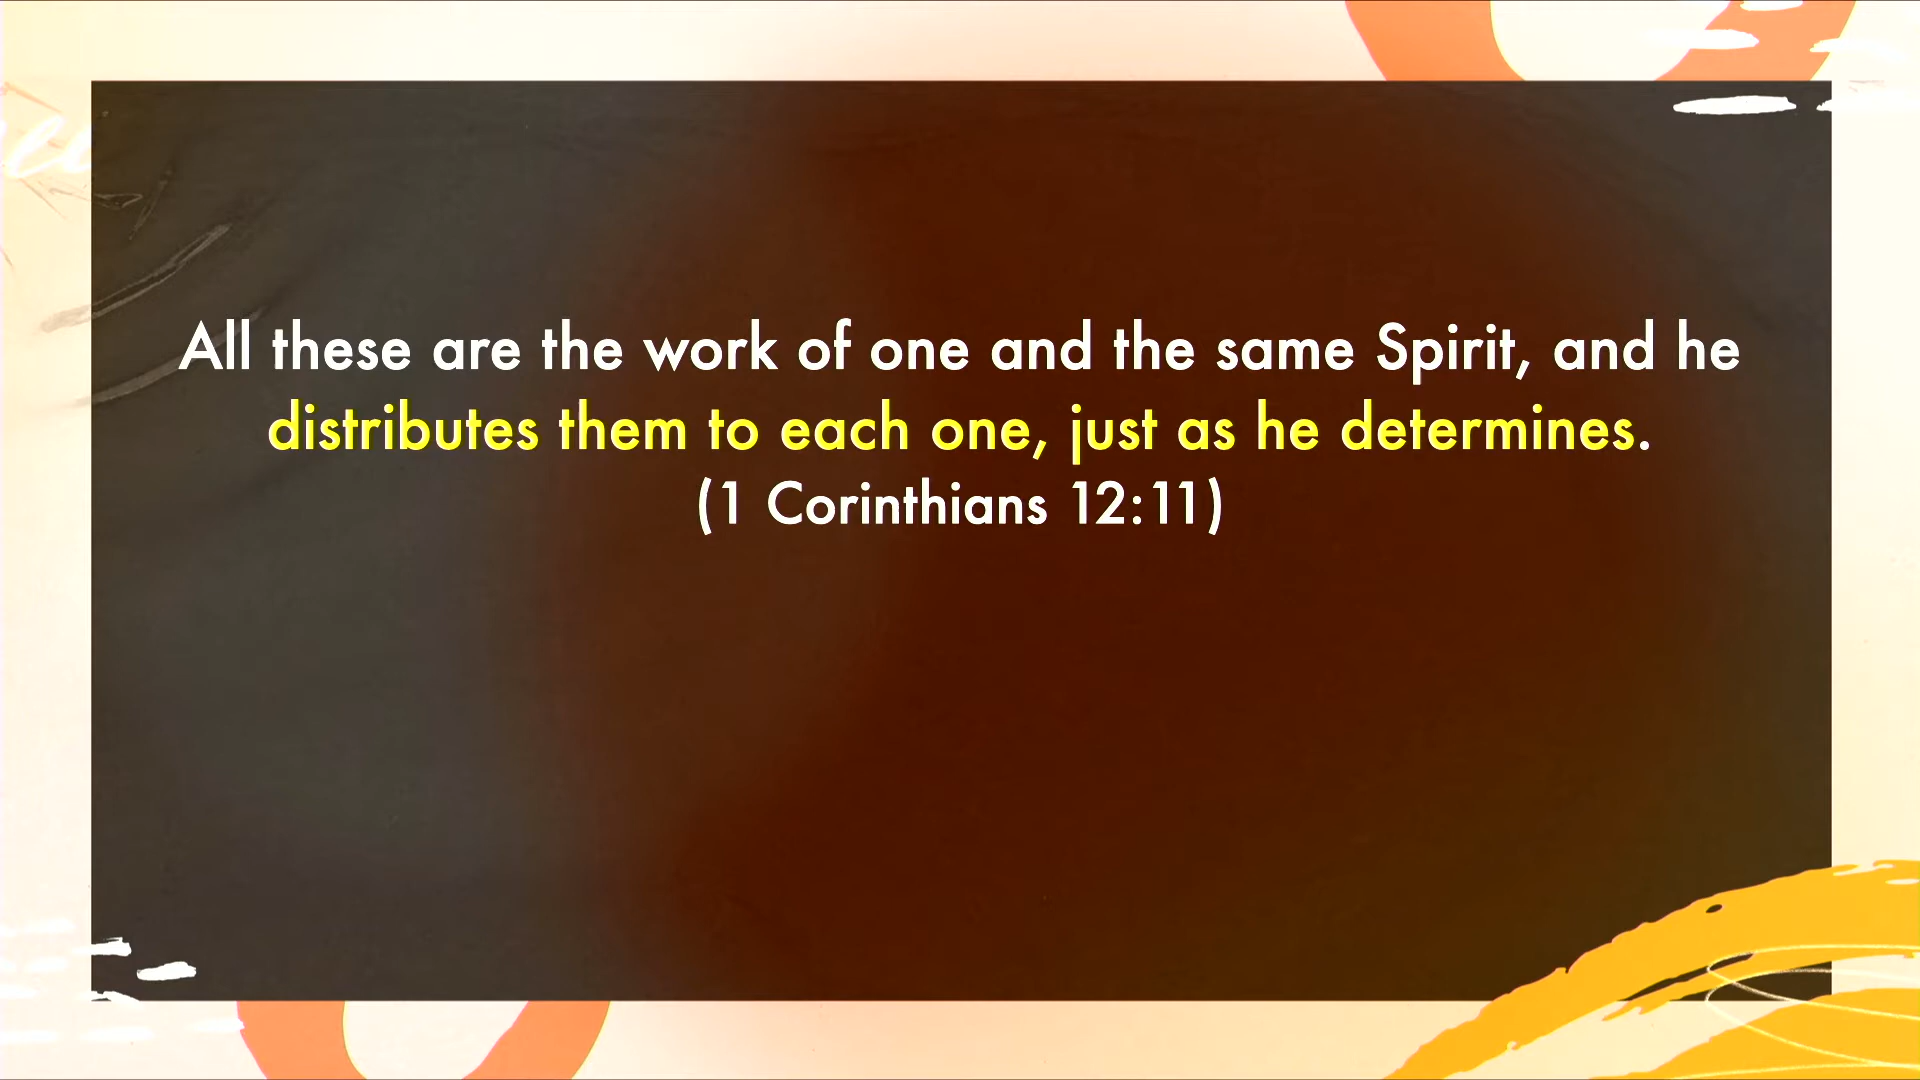 All these are the work of one and the same Spirit, and he
distributes them to each one, just as he determines.
(1 Corinthians 12:11)